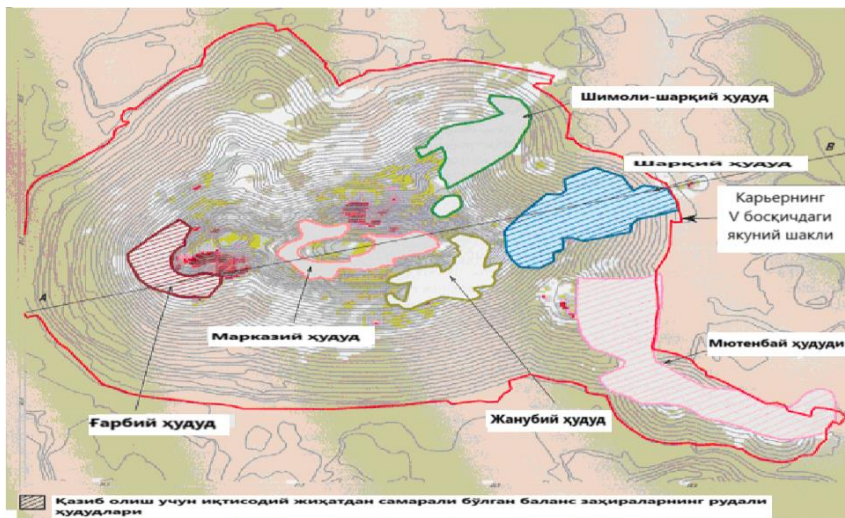 Шимоли-шарқий ҳудуд
Шарқий ҳудуд
B
Карьернинг
V босқичдаги
якуний шакли
A
Марказий ҳудуд
Мютенбай ҳудуди
Ғарбий ҳудуд
Жанубий ҳудуд
Қазиб олиш учун иқтисодий жиҳатдан самарали бўлган баланс заҳираларнинг рудали
ҳудудлари